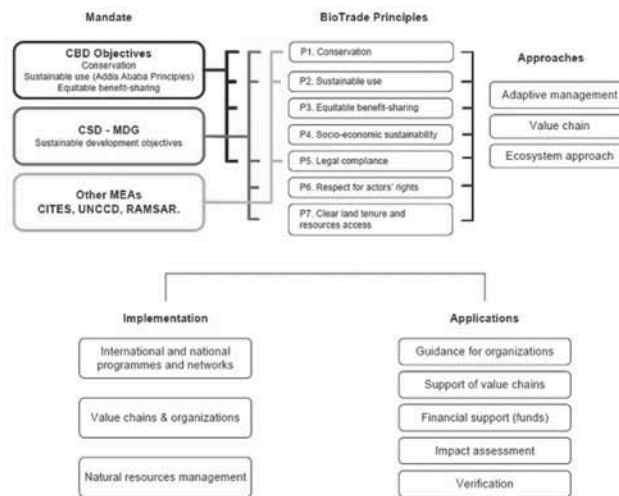 Mandate
BioTrade Principles
Approaches
CBD Objectives
Conservation
Sustainable use (Addis Ababa Principles)
Equitable benefit-sharing
CSD - MDG
Sustainable development objectives
Other MEAs
CITES, UNCCD, RAMSAR.
P1. Conservation
P2. Sustainable use
P3. Equitable benefit-sharing
P4. Socio-economic sustainability
P5. Legal compliance
P6. Respect for actors' rights
P7. Clear land tenure and
resources access
Adaptive management
Value chain
Ecosystem approach
Implementation
International and national
programmes and networks
Value chains & organizations
Natural resources management
Applications
Guidance for organizations
Support of value chains
Financial support (funds)
Impact assessment
Verification